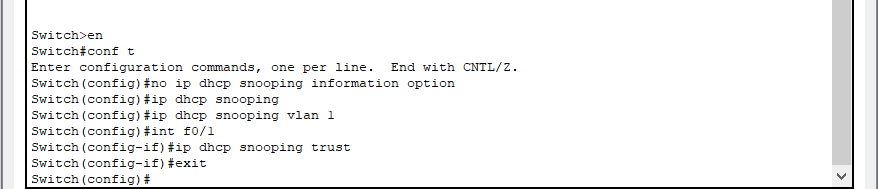 Switch>en
Switch#conf t
Enter configuration commands, one per line.  End with CNTL/Z.
Switch(config)#no ip dhcp snooping information option
Switch(config)#ip dhcp snooping
Switch(config)#ip dhcp snooping vlan 1
Switch(config)#int f0/1
Switch(config-if)#ip dhcp snooping trust
Switch(config-if)#exit
Switch(config)#